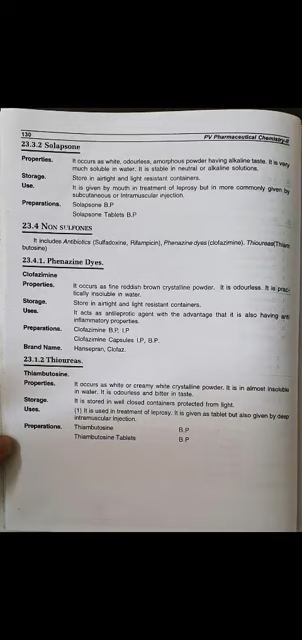 130
PV Pharmaceutical Chemistry-II
23.3.2 Solapsone
Properties. It occurs as white, odourless, amorphous powder having alkaline taste. It is very
much soluble in water. It is stable in neutral or alkaline solutions.
Storage. Store in airtight and light resistant containers.
Use. It is given by mouth in treatment of leprosy but in more commonly given by
subcutaneous or Intramuscular injection.
Preparations. Solapsone B.P
Solapsone Tablets B.P
23.4 NON SULFONES
It includes Antibiotics (Sulfadoxine, Rifampicin), Phenazine dyes (clofazimine). Thioureas(Thiam
butosine)
23.4.1. Phenazine Dyes.
Clofazimine
Properties. It occurs as fine reddish brown crystalline powder. It is odourless. It is prac-
tically insoluble in water.
Storage. Store in airtight and light resistant containers.
Uses. It acts as antileprotic agent with the advantage that it is also having anti
inflammatory properties.
Preparations. Clofazimine B.P, I.P
Clofazimine Capsules I.P, B.P.
Brand Name. Hansepran, Clofaz.
23.1.2 Thioureas.
Thiambutosine.
Properties. It occurs as white or creamy white crystalline powder. It is in almost insoluble
in water. It is odourless and bitter in taste.
Storage. It is stored in well closed containers protected from light.
Uses. (1) It is used in treatment of leprosy. It is given as tablet but also given by deep
intramuscular injection.
Preparations. Thiambutosine B.P
Thiambutosine Tablets B.P